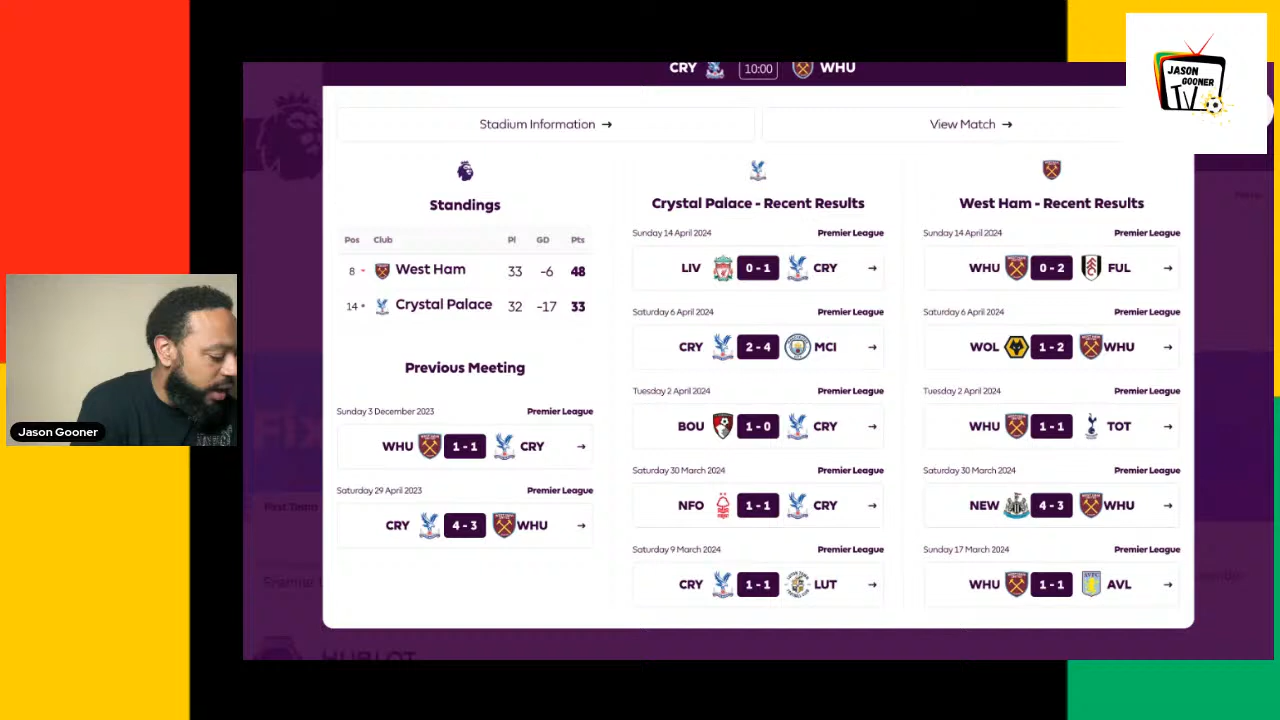 CRY 10:00 WHU
JASON
GOONER
TV
Stadium Information →
View Match →
Standings
Pos Club Pl GD Pts
8 West Ham 33 -6 48
14 Crystal Palace 32 -17 33
Previous Meeting
Sunday 3 December 2023 Premier League
WHU 1 - 1 CRY →
Saturday 29 April 2023 Premier League
CRY 4 - 3 WHU →
Crystal Palace - Recent Results
Sunday 14 April 2024 Premier League
LIV 0 - 1 CRY →
Saturday 6 April 2024 Premier League
CRY 2 - 4 MCI →
Tuesday 2 April 2024 Premier League
BOU 1 - 0 CRY →
Saturday 30 March 2024 Premier League
NFO 1 - 1 CRY →
Saturday 9 March 2024 Premier League
CRY 1 - 1 LUT →
West Ham - Recent Results
Sunday 14 April 2024 Premier League
WHU 0 - 2 FUL →
Saturday 6 April 2024 Premier League
WOL 1 - 2 WHU →
Tuesday 2 April 2024 Premier League
WHU 1 - 1 TOT →
Saturday 30 March 2024 Premier League
NEW 4 - 3 WHU →
Sunday 17 March 2024 Premier League
WHU 1 - 1 AVL →
Jason Gooner
First Team
HUBLOT